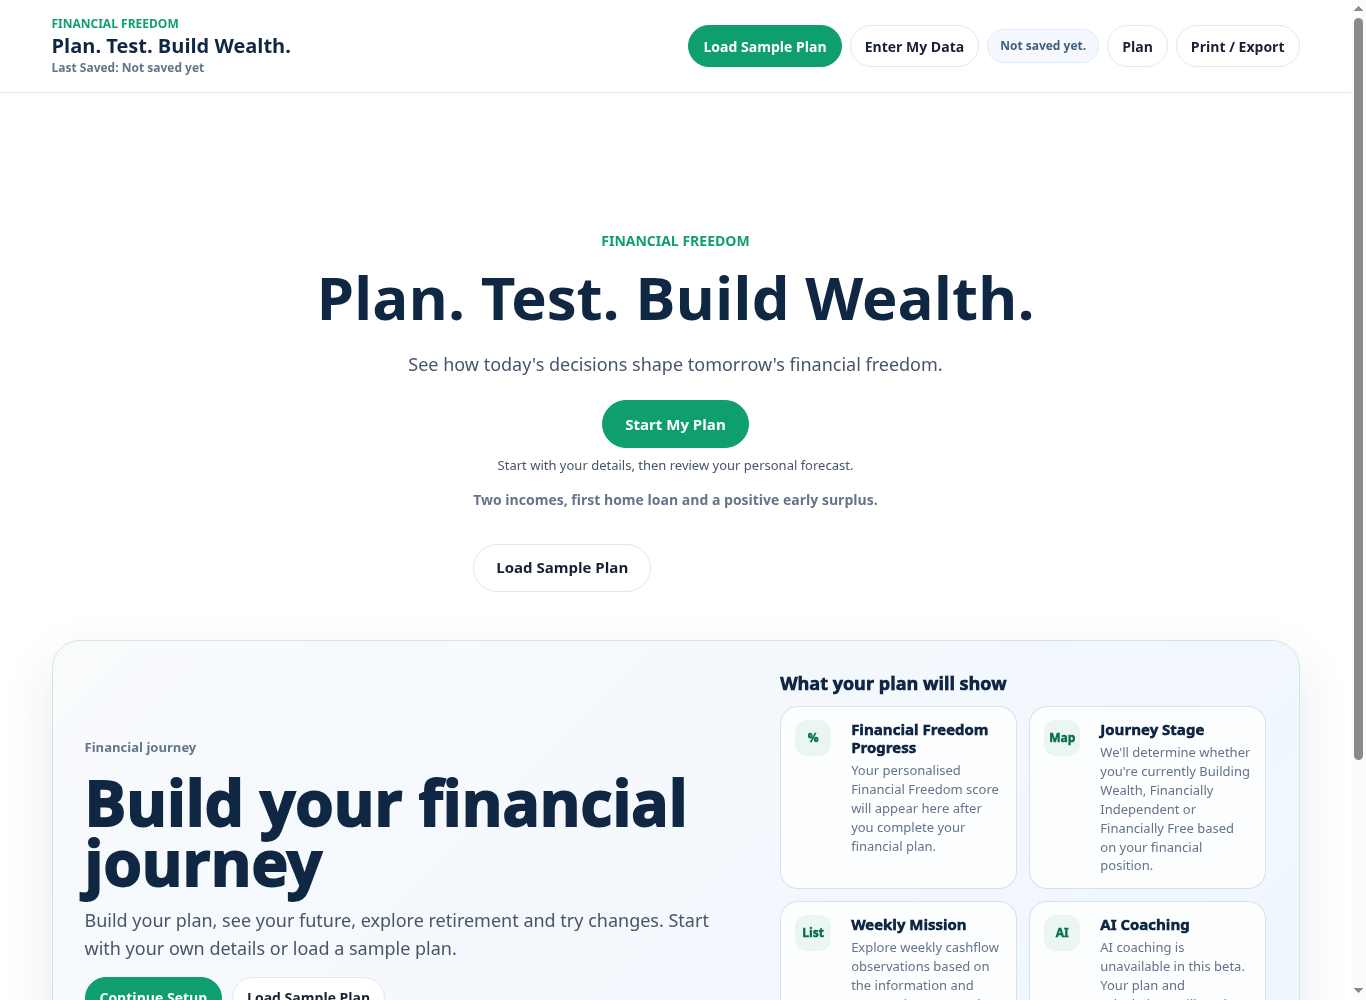 FINANCIAL FREEDOM
Plan. Test. Build Wealth.
Last Saved: Not saved yet
Load Sample Plan
Enter My Data
Not saved yet.
Plan
Print / Export
FINANCIAL FREEDOM
Plan. Test. Build Wealth.
See how today's decisions shape tomorrow's financial freedom.
Start My Plan
Start with your details, then review your personal forecast.
Two incomes, first home loan and a positive early surplus.
Load Sample Plan
Financial journey
Build your financial
journey
Build your plan, see your future, explore retirement and try changes. Start
with your own details or load a sample plan.
Continue Setup
Load Sample Plan
What your plan will show
%
Financial Freedom
Progress
Your personalised
Financial Freedom score
will appear here after
you complete your
financial plan.
Map
Journey Stage
We'll determine whether
you're currently Building
Wealth, Financially
Independent or
Financially Free based
on your financial
position.
List
Weekly Mission
Explore weekly cashflow
observations based on
the information and
AI
AI Coaching
AI coaching is
unavailable in this beta.
Your plan and